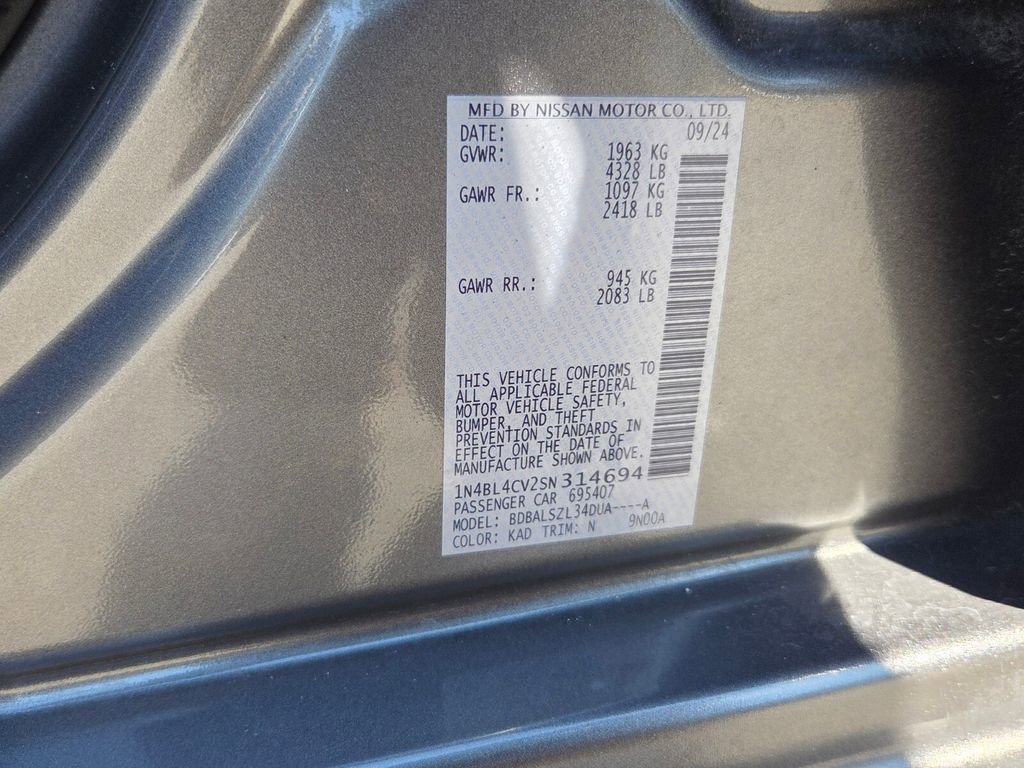 MFD BY NISSAN MOTOR CO., LTD.
DATE: 09/24
GVWR: 1963 KG
4328 LB
GAWR FR.: 1097 KG
2418 LB
GAWR RR.: 945 KG
2083 LB
THIS VEHICLE CONFORMS TO
ALL APPLICABLE FEDERAL
MOTOR VEHICLE SAFETY,
BUMPER, AND THEFT
PREVENTION STANDARDS IN
EFFECT ON THE DATE OF
MANUFACTURE SHOWN ABOVE.
1N4BL4CV2SN314694
PASSENGER CAR 695407
MODEL: BDBALSZL34DUA----A
COLOR: KAD TRIM: N 9N00A